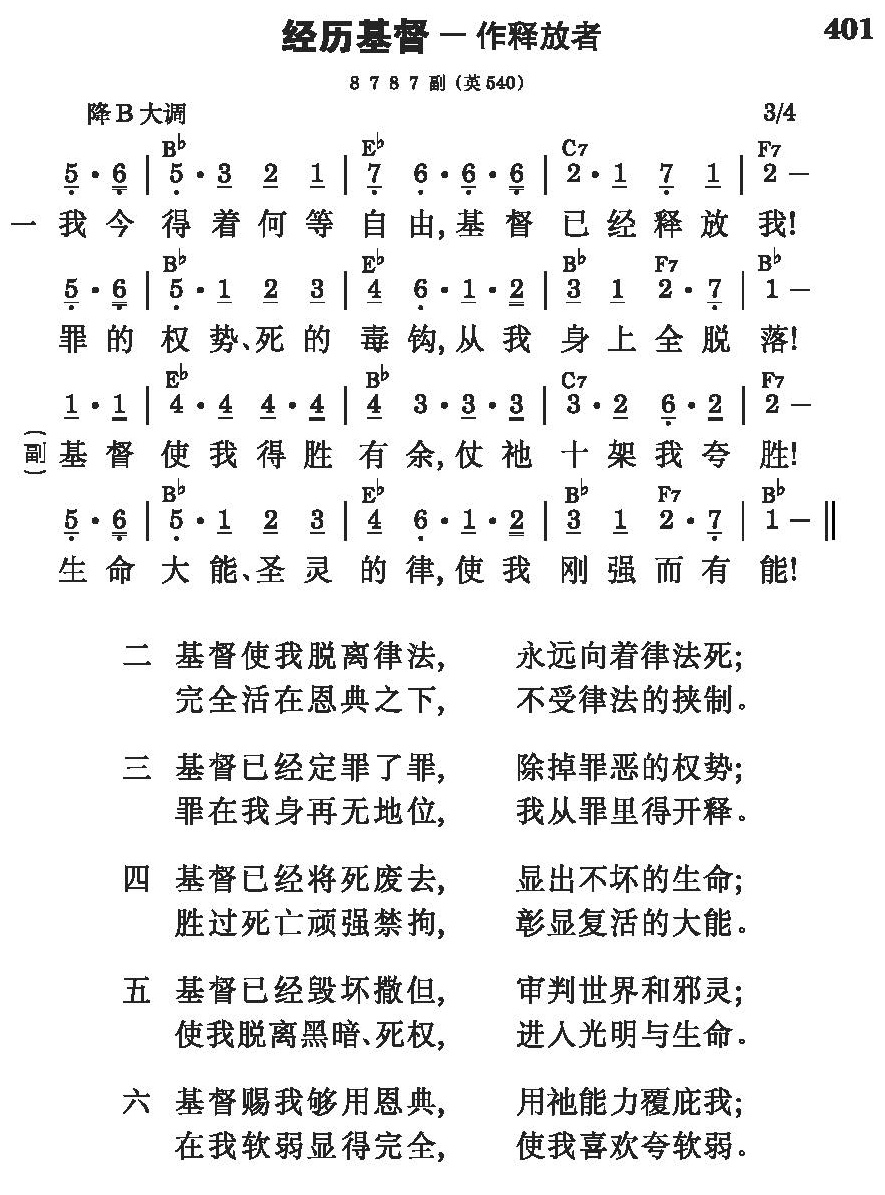 经历基督－作释放者 401
8 7 8 7 副（英540）
降B大调 3/4
B♭ E♭ C7 F7
5·6 | 5·3 2 1 | 7 6·6·6 | 2·1 7 1 | 2－
一 我今得着何等自由，基督已经释放我！
B♭ E♭ B♭ F7 B♭
5·6 | 5·1 2 3 | 4 6·1·2 | 3 1 2·7 | 1－
罪的权势、死的毒钩，从我身上全脱落！
E♭ B♭ C7 F7
1·1 | 4·4 4·4 | 4 3·3·3 | 3·2 6·2 | 2－
（副）基督使我得胜有余，仗祂十架我夸胜！
B♭ E♭ B♭ F7 B♭
5·6 | 5·1 2 3 | 4 6·1·2 | 3 1 2·7 | 1－‖
生命大能、圣灵的律，使我刚强而有能！
二 基督使我脱离律法， 永远向着律法死；
完全活在恩典之下， 不受律法的挟制。
三 基督已经定罪了罪， 除掉罪恶的权势；
罪在我身再无地位， 我从罪里得开释。
四 基督已经将死废去， 显出不坏的生命；
胜过死亡顽强禁拘， 彰显复活的大能。
五 基督已经毁坏撒但， 审判世界和邪灵；
使我脱离黑暗、死权， 进入光明与生命。
六 基督赐我够用恩典， 用祂能力覆庇我；
在我软弱显得完全， 使我喜欢夸软弱。